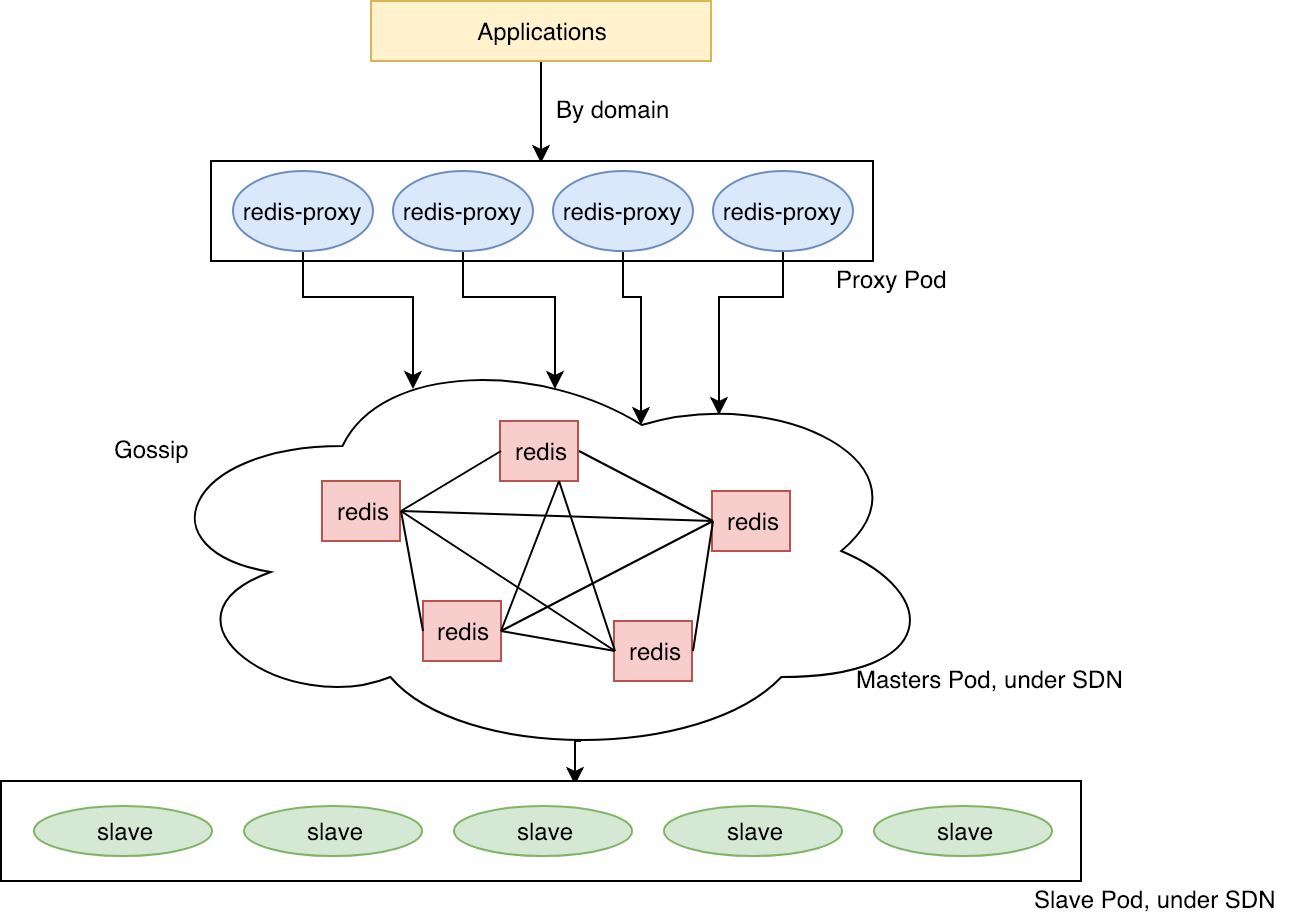 Applications
By domain
redis-proxy redis-proxy redis-proxy redis-proxy
Proxy Pod
Gossip
redis
redis
redis
redis
redis
Masters Pod, under SDN
slave slave slave slave slave
Slave Pod, under SDN